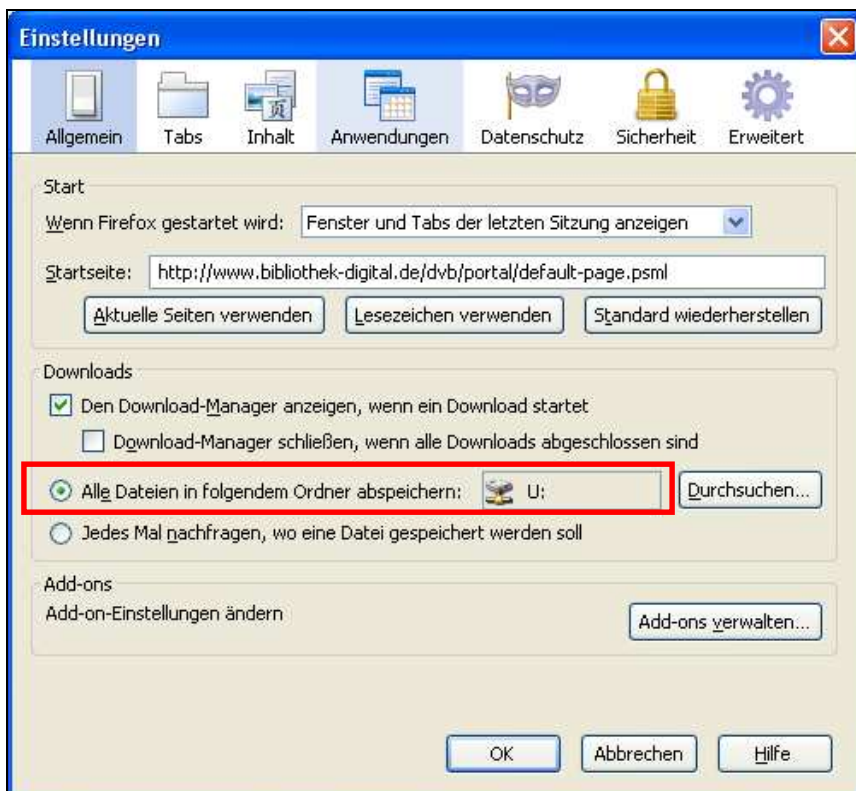 Einstellungen
Allgemein Tabs Inhalt Anwendungen Datenschutz Sicherheit Erweitert
Start
Wenn Firefox gestartet wird: Fenster und Tabs der letzten Sitzung anzeigen
Startseite: http://www.bibliothek-digital.de/dvb/portal/default-page.psml
Aktuelle Seiten verwenden Lesezeichen verwenden Standard wiederherstellen
Downloads
Den Download-Manager anzeigen, wenn ein Download startet
Download-Manager schließen, wenn alle Downloads abgeschlossen sind
Alle Dateien in folgendem Ordner abspeichern: U: Durchsuchen...
Jedes Mal nachfragen, wo eine Datei gespeichert werden soll
Add-ons
Add-on-Einstellungen ändern Add-ons verwalten...
OK Abbrechen Hilfe